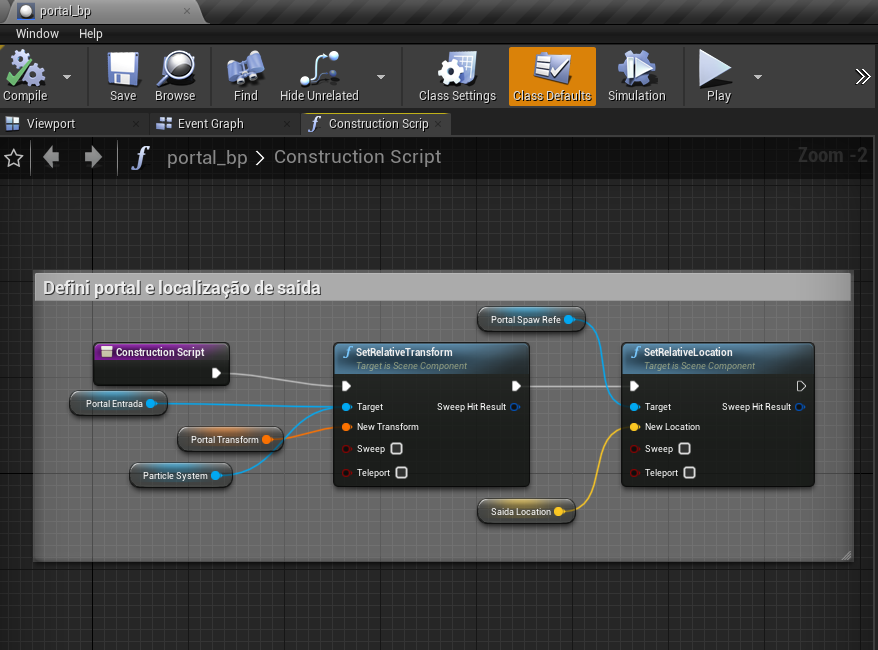 portal_bp
Window Help
Compile Save Browse Find Hide Unrelated Class Settings Class Defaults Simulation Play
Viewport Event Graph Construction Scrip
portal_bp > Construction Script Zoom -2
Defini portal e localização de saida
Portal Spaw Refe
Construction Script
SetRelativeTransform
Target is Scene Component
SetRelativeLocation
Target is Scene Component
Portal Entrada
Target Sweep Hit Result
Target Sweep Hit Result
Portal Transform
New Transform
New Location
Sweep
Sweep
Particle System
Teleport
Teleport
Saida Location